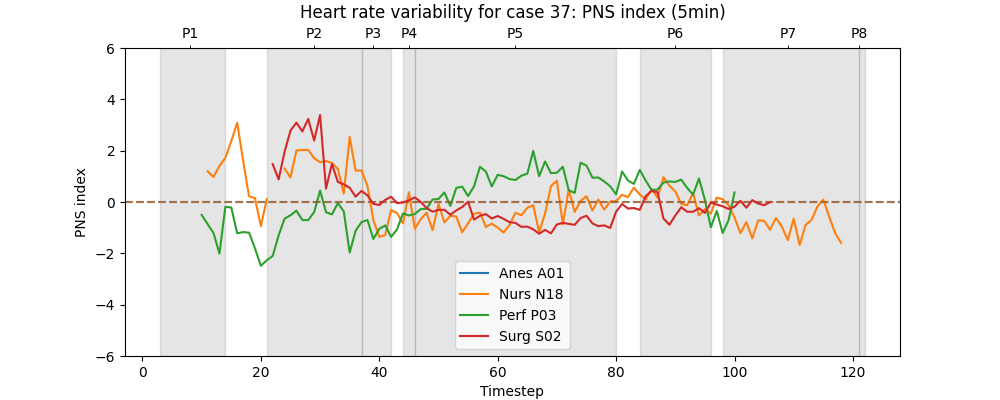 Heart rate variability for case 37: PNS index (5min)
P1 P2 P3 P4 P5 P6 P7 P8
6
4
2
0
−2
−4
−6
PNS index
Anes A01
Nurs N18
Perf P03
Surg S02
0 20 40 60 80 100 120
Timestep